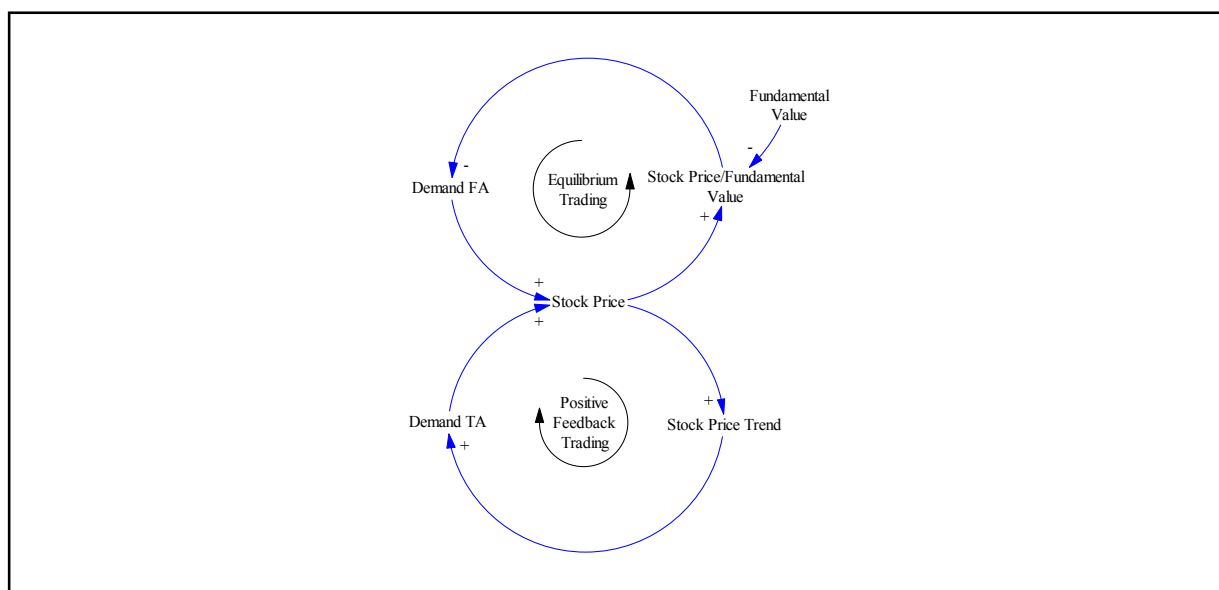 Fundamental
Value
-
-
Demand FA
Equilibrium
Trading
Stock Price/Fundamental
Value
+
+
Stock Price
+
+
Demand TA
Positive
Feedback
Trading
Stock Price Trend
+